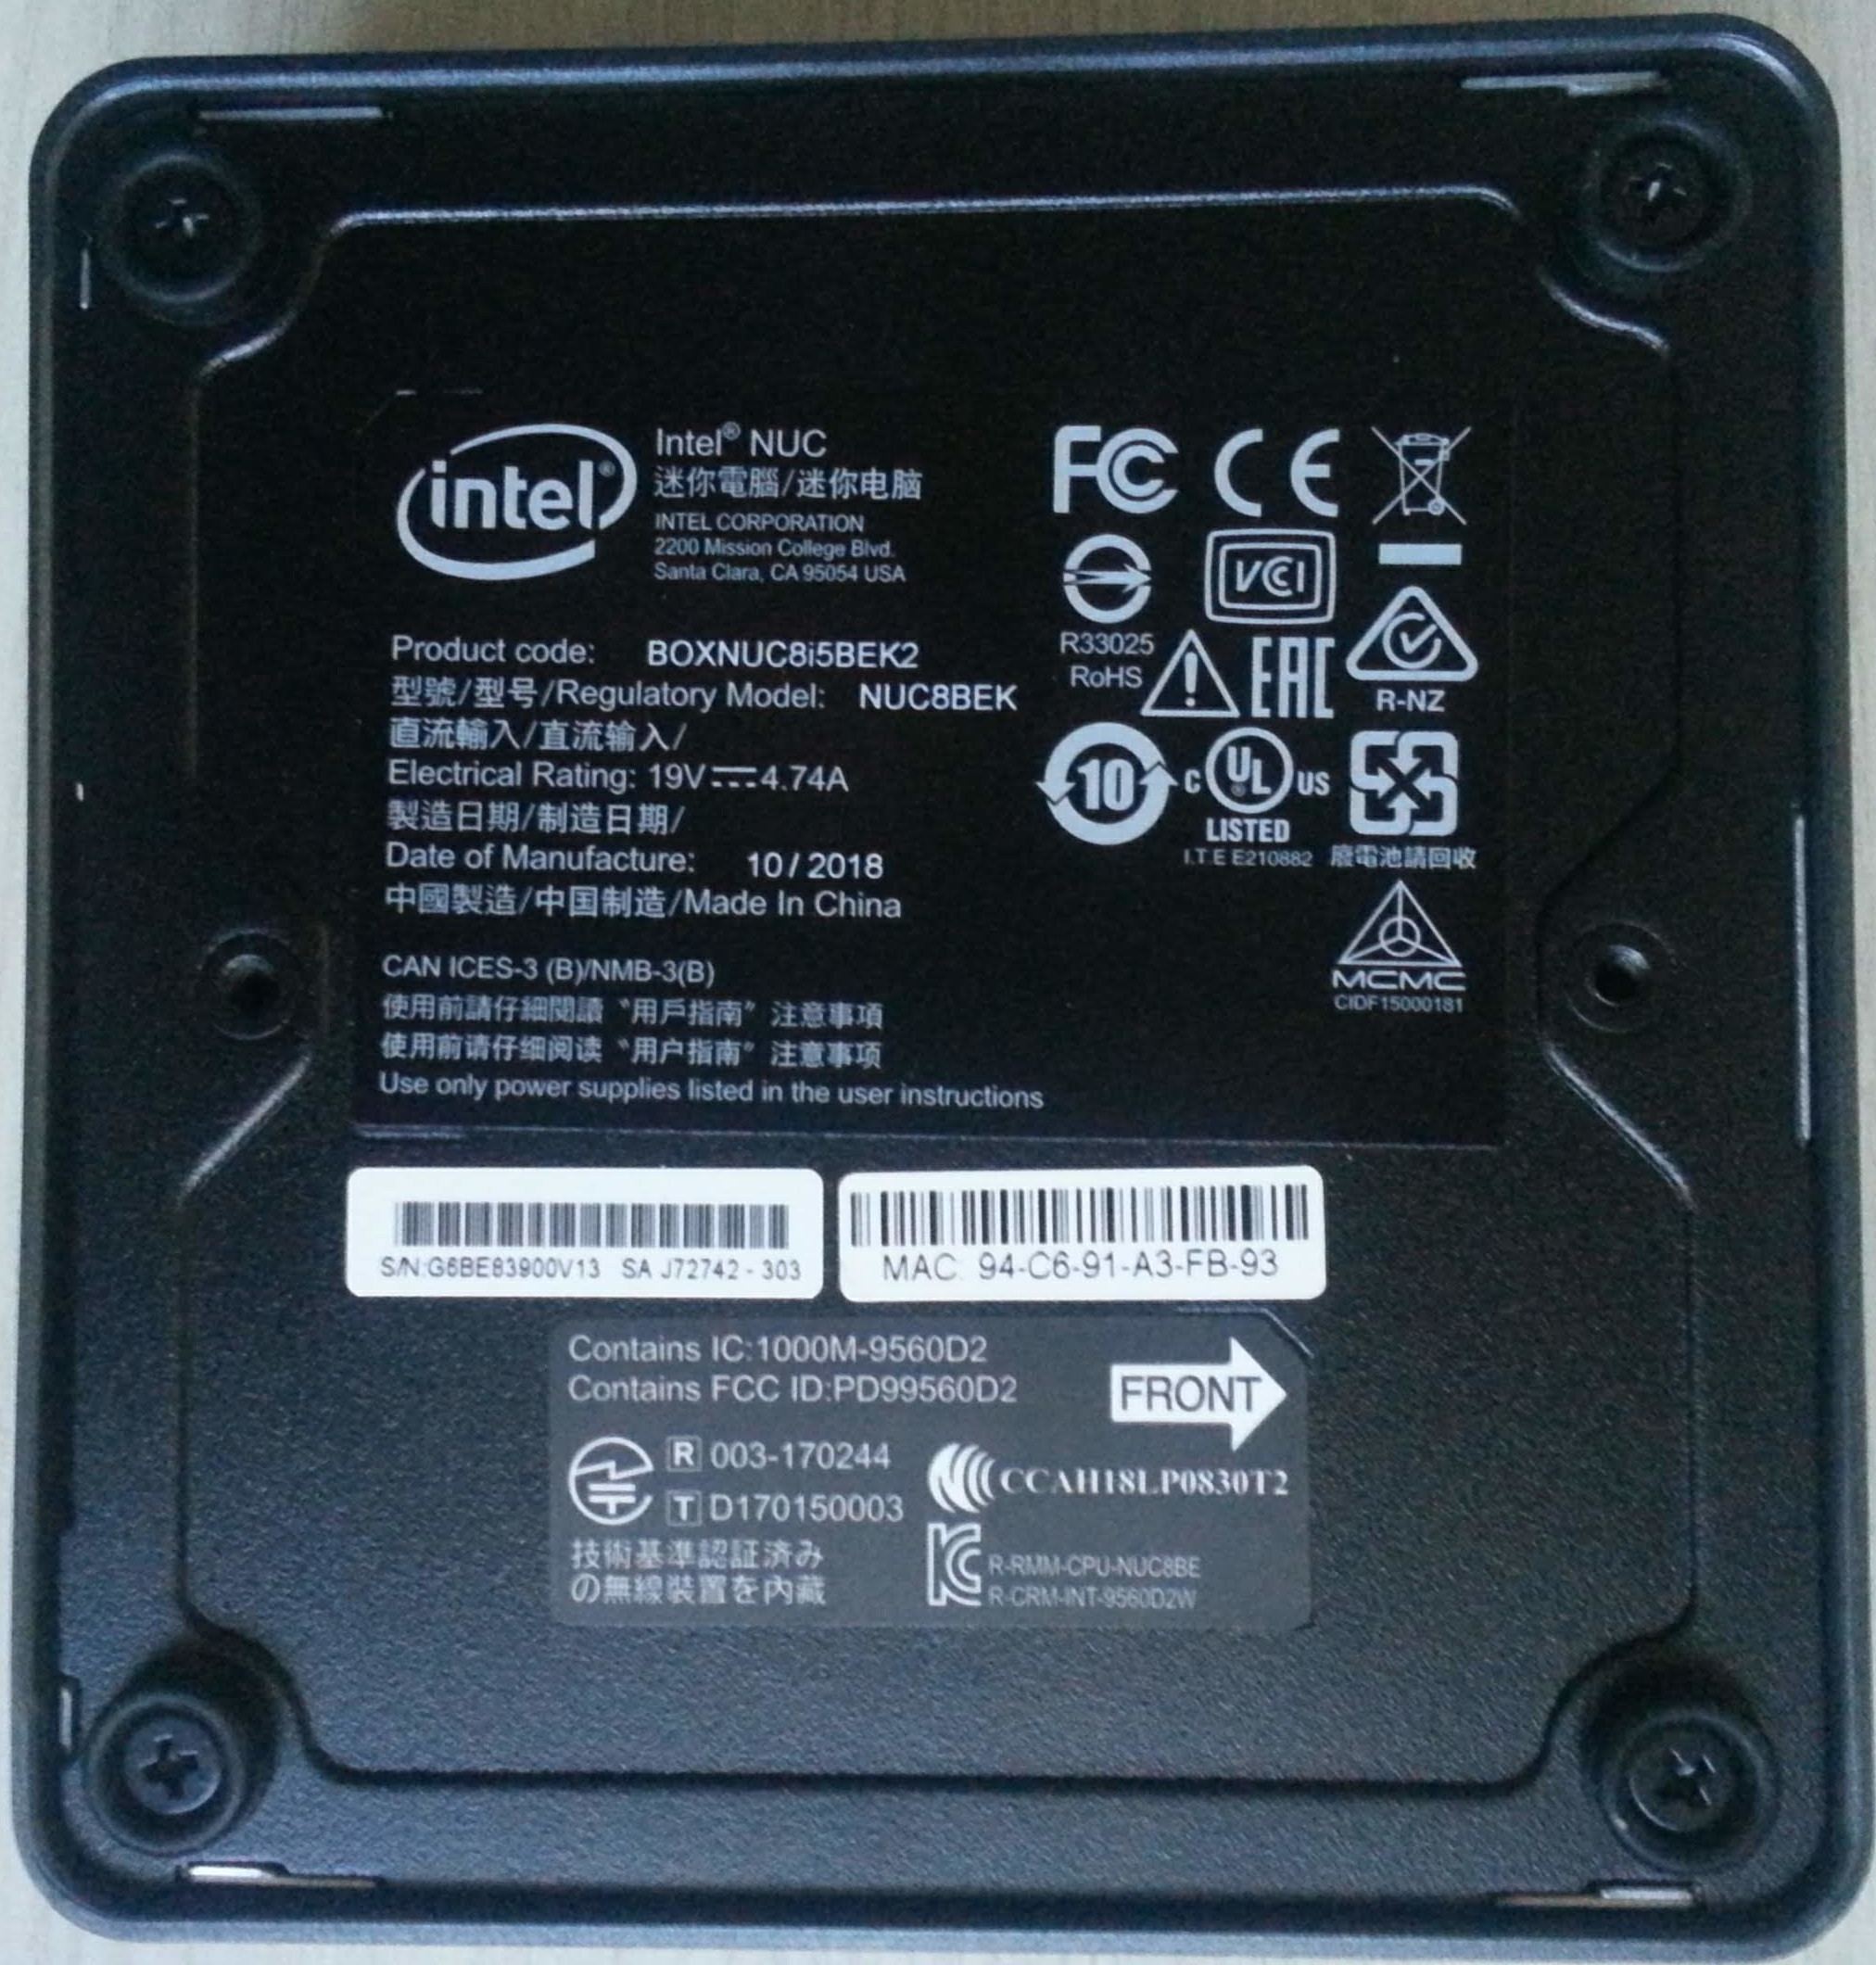 intel®
Intel® NUC
迷你電腦/迷你电脑
INTEL CORPORATION
2200 Mission College Blvd.
Santa Clara, CA 95054 USA
Product code: BOXNUC8i5BEK2
型號/型号/Regulatory Model: NUC8BEK
直流輸入/直流输入/
Electrical Rating: 19V⎓4.74A
製造日期/制造日期/
Date of Manufacture: 10/2018
中國製造/中国制造/Made In China
CAN ICES-3 (B)/NMB-3(B)
使用前請仔細閱讀〝用戶指南〞注意事項
使用前请仔细阅读〝用户指南〞注意事项
Use only power supplies listed in the user instructions
FC CE
VCI
R33025
RoHS
EAC
R-NZ
10
C UL US
LISTED
I.T.E E210882
廢電池請回收
MCMC
CIDF15000181
S/N:G6BE83900V13 SA J72742-303
MAC: 94-C6-91-A3-FB-93
Contains IC:1000M-9560D2
Contains FCC ID:PD99560D2
FRONT
R 003-170244
T D170150003
技術基準認証済み
の無線装置を内蔵
CCAH18LP0830T2
KC
R-RMM-CPU-NUC8BE
R-CRM-INT-9560D2W